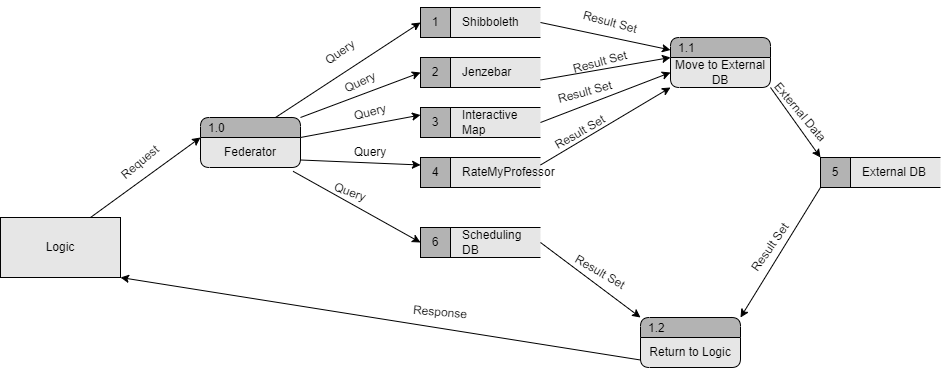 1
Shibboleth
Result Set
Query
1.1
Move to External
DB
2
Jenzebar
Result Set
Query
3
Interactive
Map
Result Set
Query
External Data
1.0
Federator
4
RateMyProfessor
Result Set
Query
Request
5
External DB
Query
Logic
6
Scheduling
DB
Result Set
Result Set
Response
1.2
Return to Logic